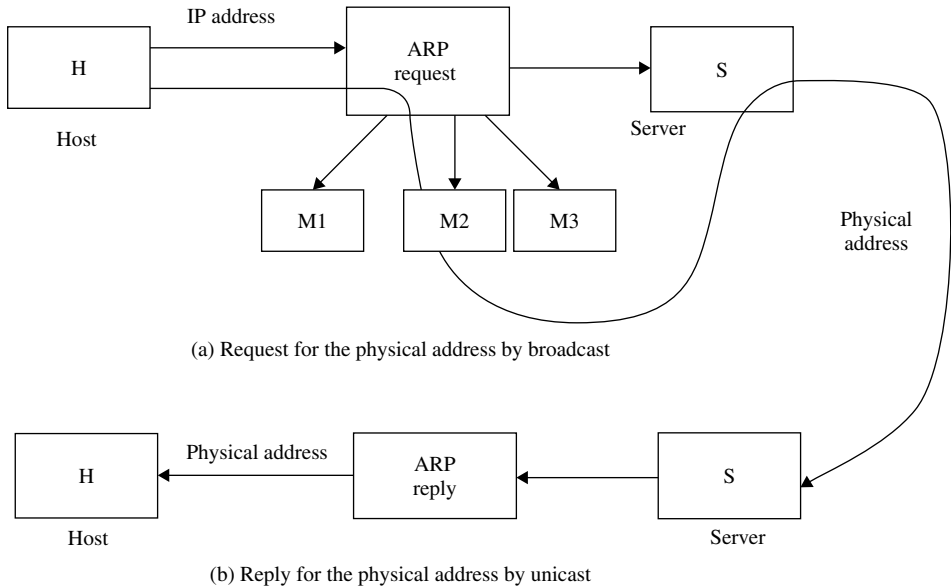 IP address
H
ARP
request
S
Host
Server
M1
M2
M3
Physical
address
(a) Request for the physical address by broadcast
H
Physical address
ARP
reply
S
Host
Server
(b) Reply for the physical address by unicast